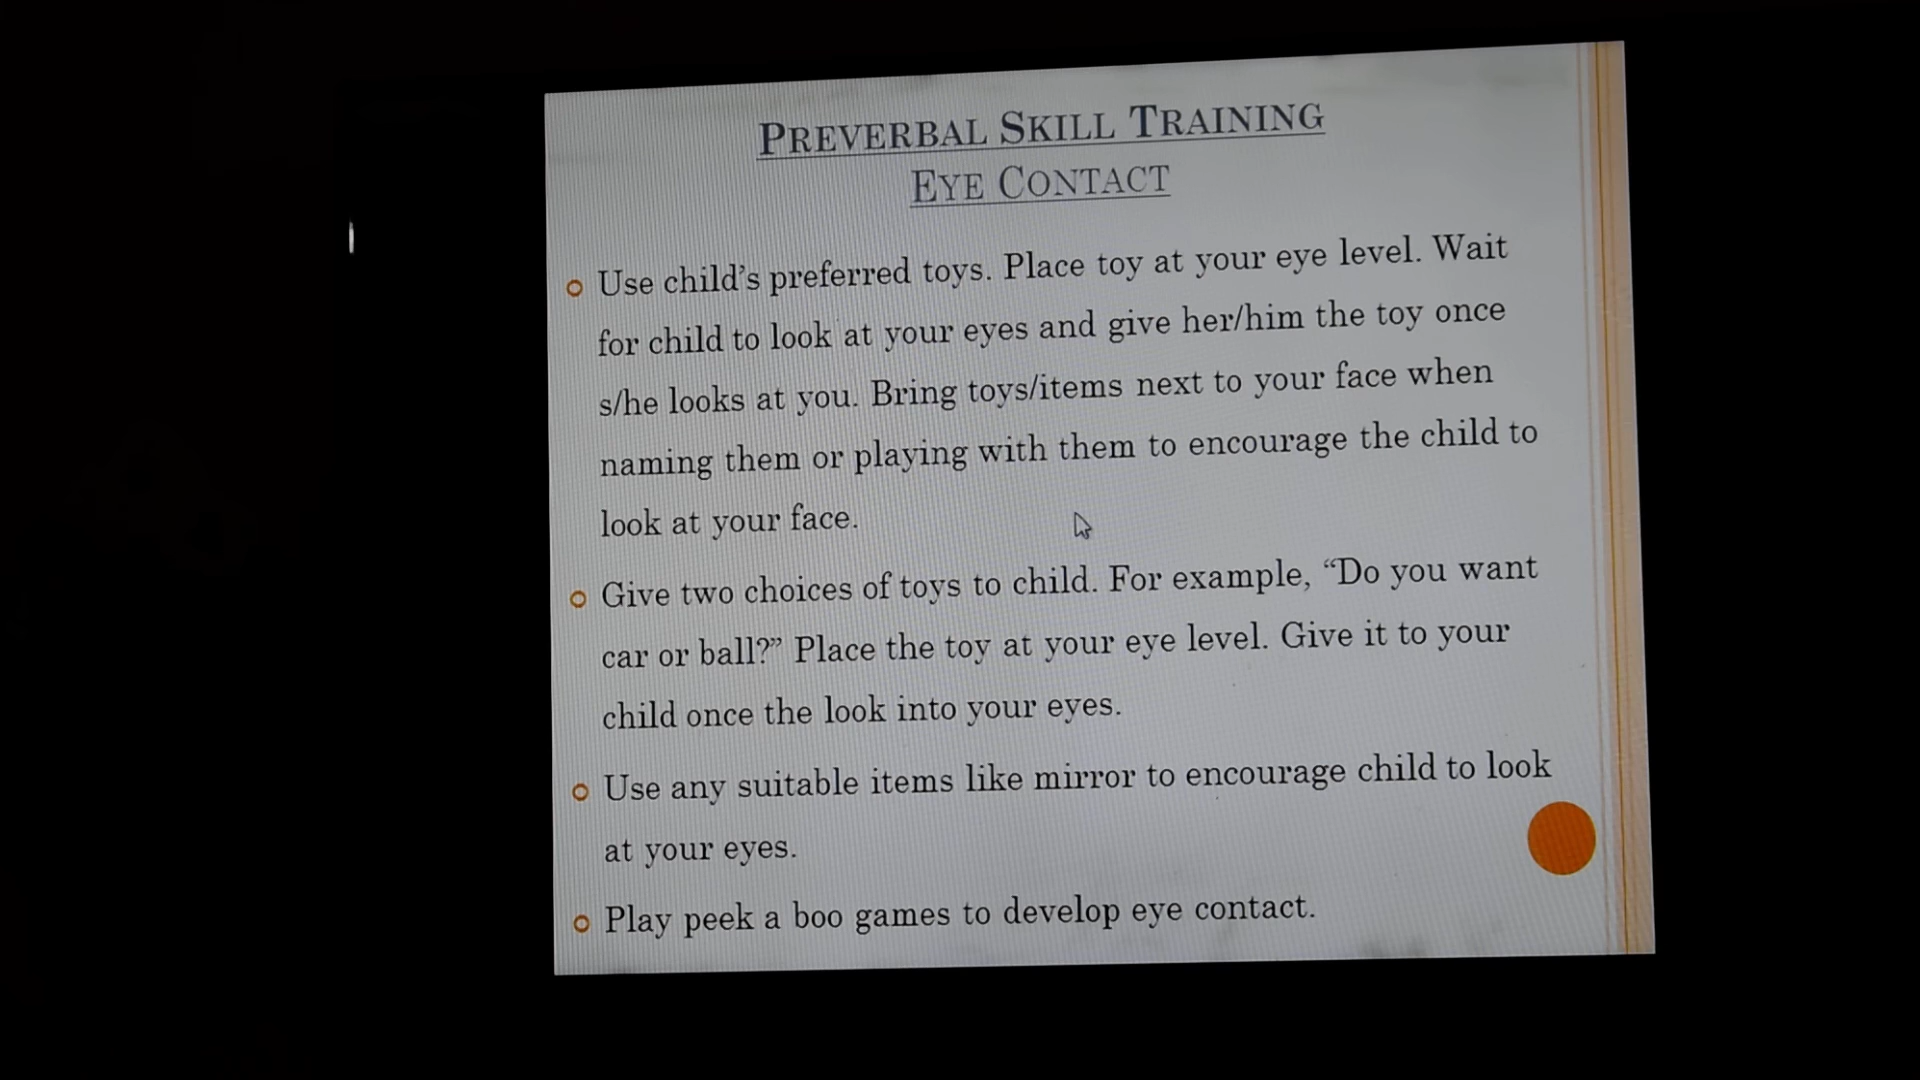 PREVERBAL SKILL TRAINING
EYE CONTACT
Use child's preferred toys. Place toy at your eye level. Wait
for child to look at your eyes and give her/him the toy once
s/he looks at you. Bring toys/items next to your face when
naming them or playing with them to encourage the child to
look at your face.
Give two choices of toys to child. For example, “Do you want
car or ball?” Place the toy at your eye level. Give it to your
child once the look into your eyes.
Use any suitable items like mirror to encourage child to look
at your eyes.
Play peek a boo games to develop eye contact.